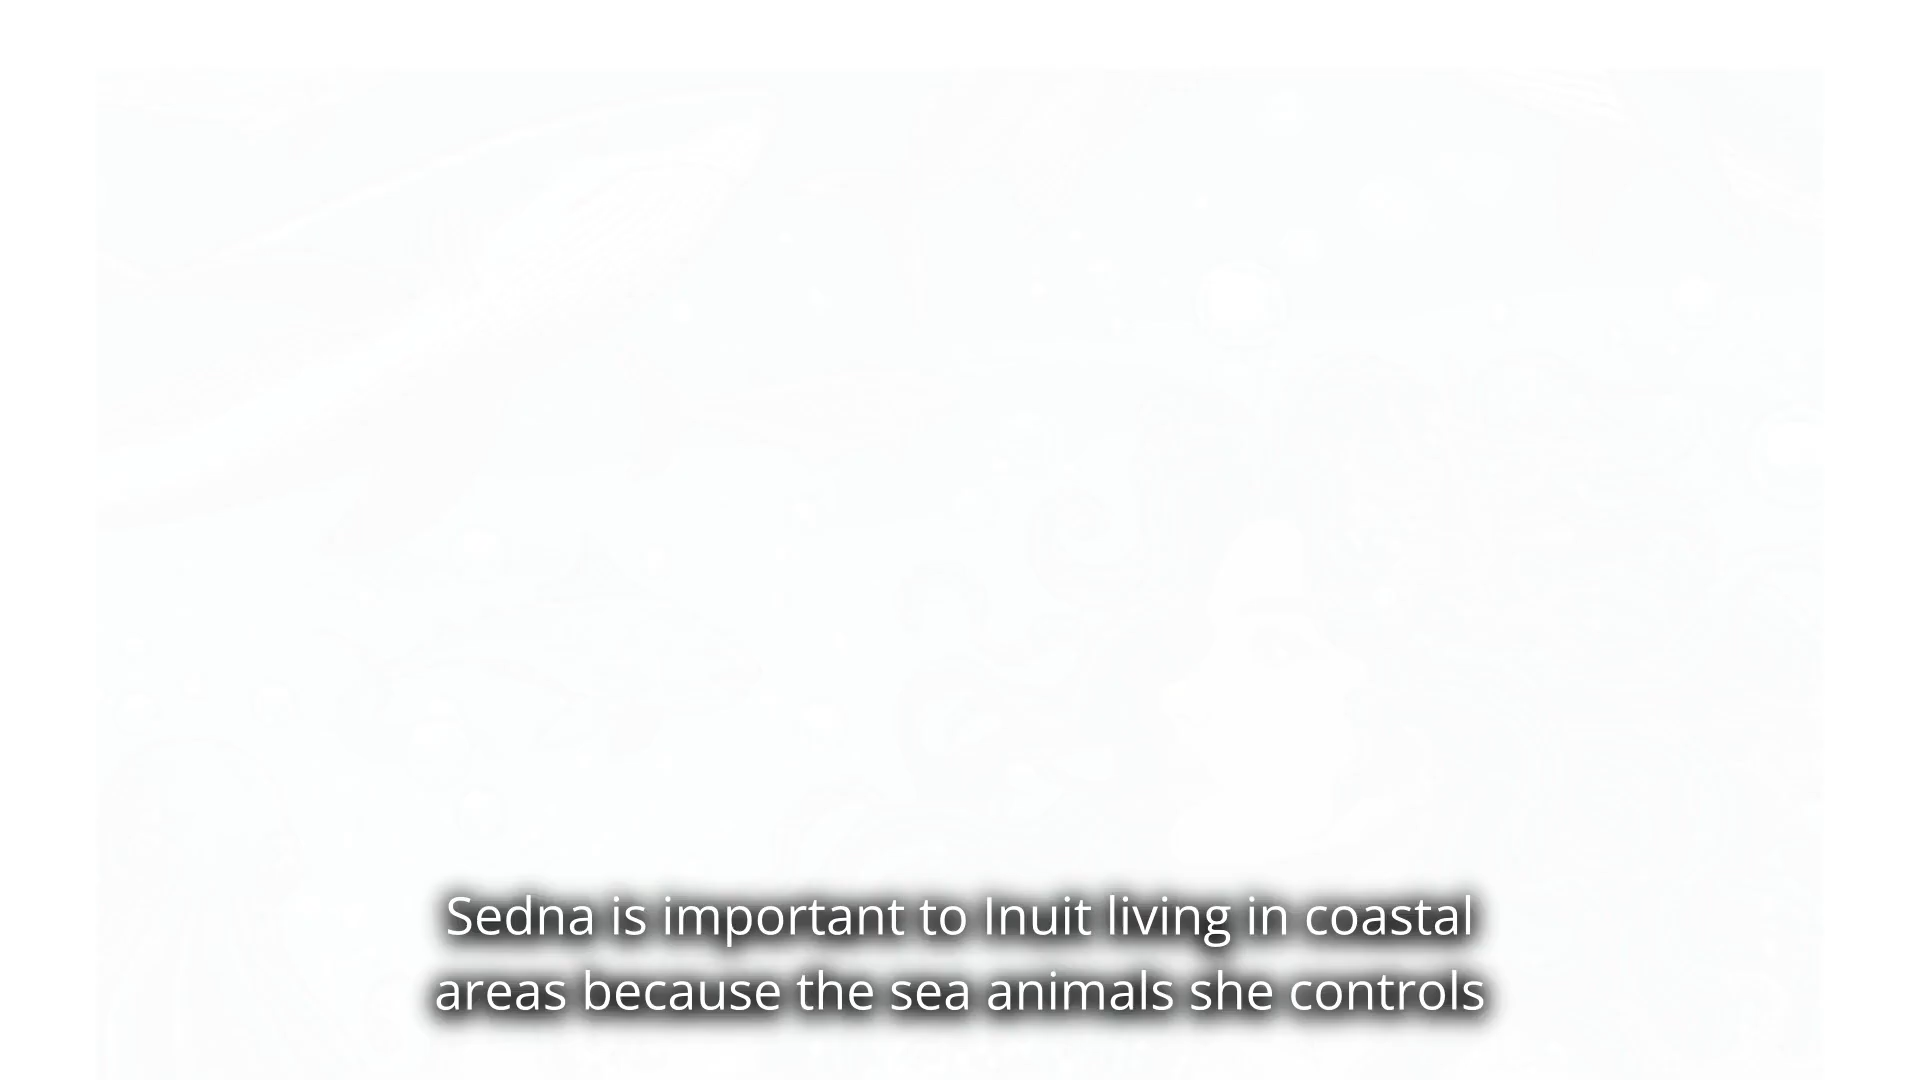 Sedna is important to Inuit living in coastal
areas because the sea animals she controls